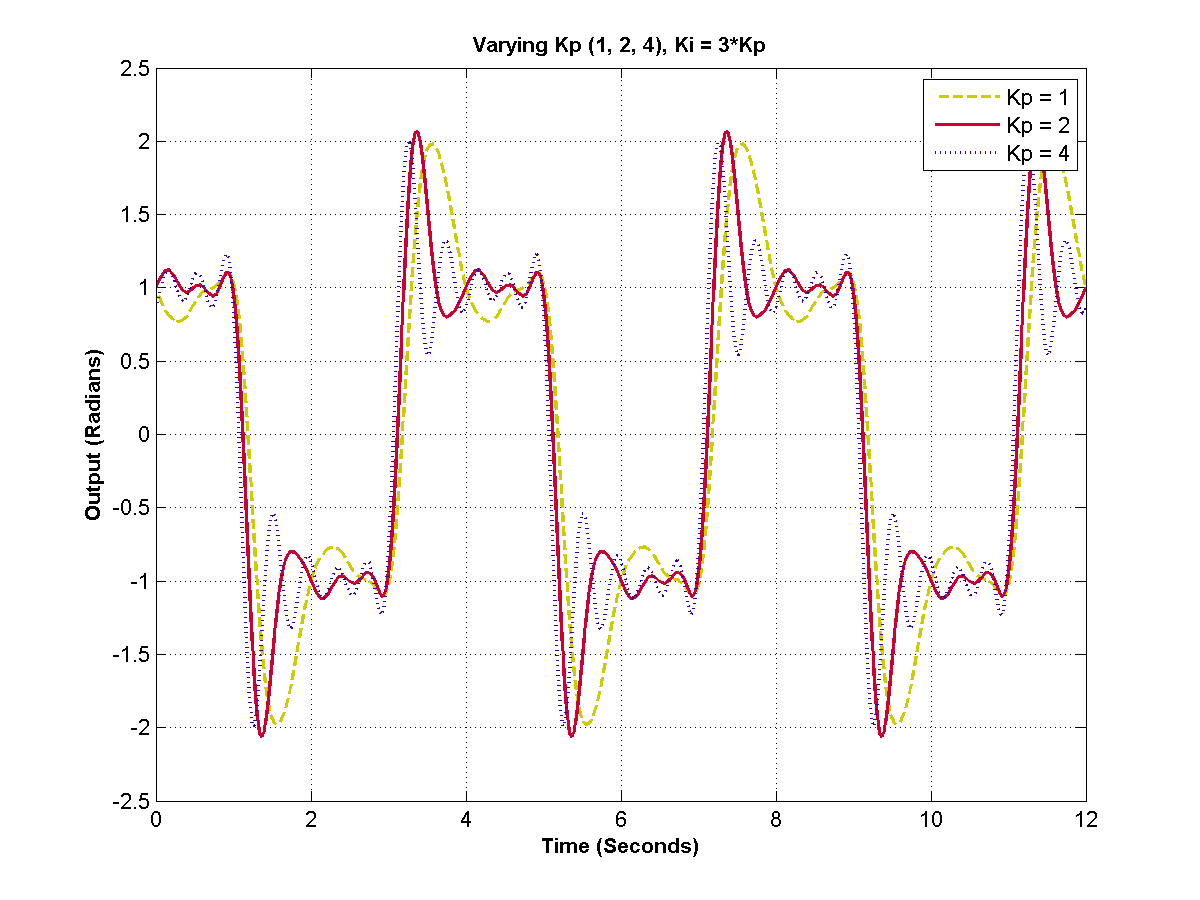 Varying Kp (1, 2, 4), Ki = 3*Kp
2.5
2
1.5
1
0.5
0
-0.5
-1
-1.5
-2
-2.5
Output (Radians)
Kp = 1
Kp = 2
Kp = 4
0 2 4 6 8 10 12
Time (Seconds)